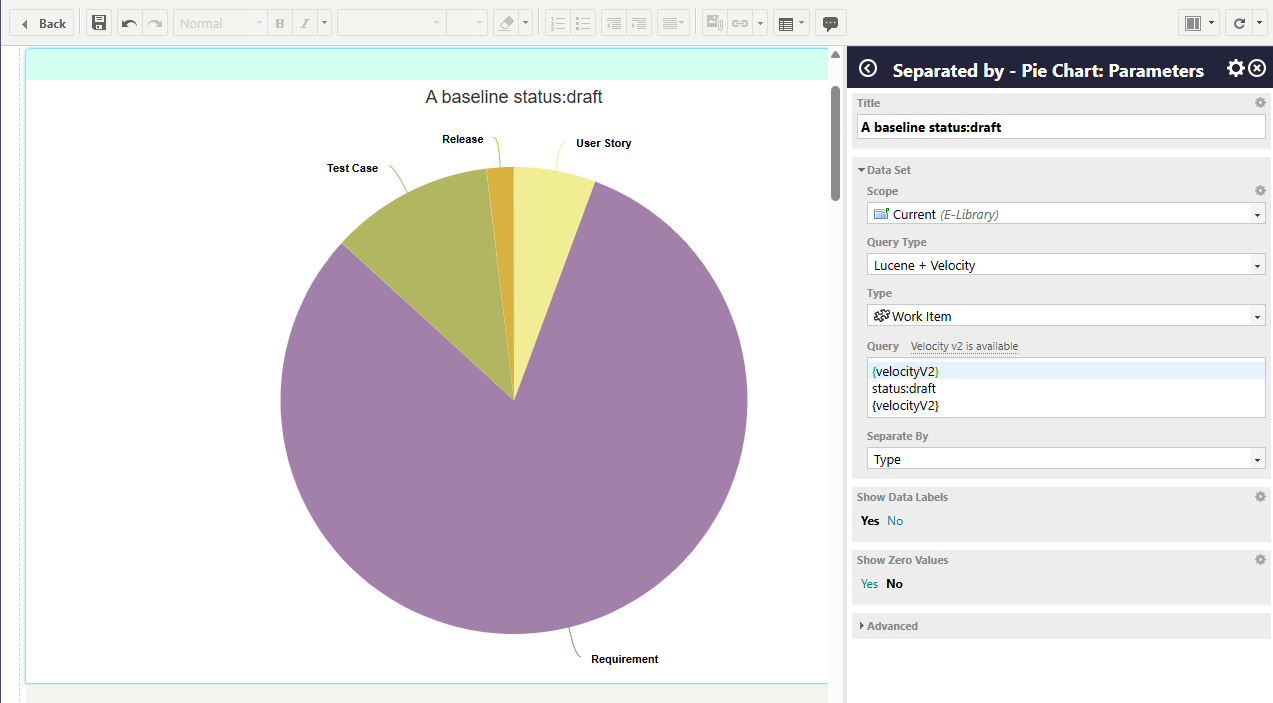 Back
Normal
B
I
A baseline status:draft
Release
User Story
Test Case
Requirement
Separated by - Pie Chart: Parameters
Title
A baseline status:draft
Data Set
Scope
Current (E-Library)
Query Type
Lucene + Velocity
Type
Work Item
Query Velocity v2 is available
{velocityV2}
status:draft
{velocityV2}
Separate By
Type
Show Data Labels
Yes No
Show Zero Values
Yes No
Advanced